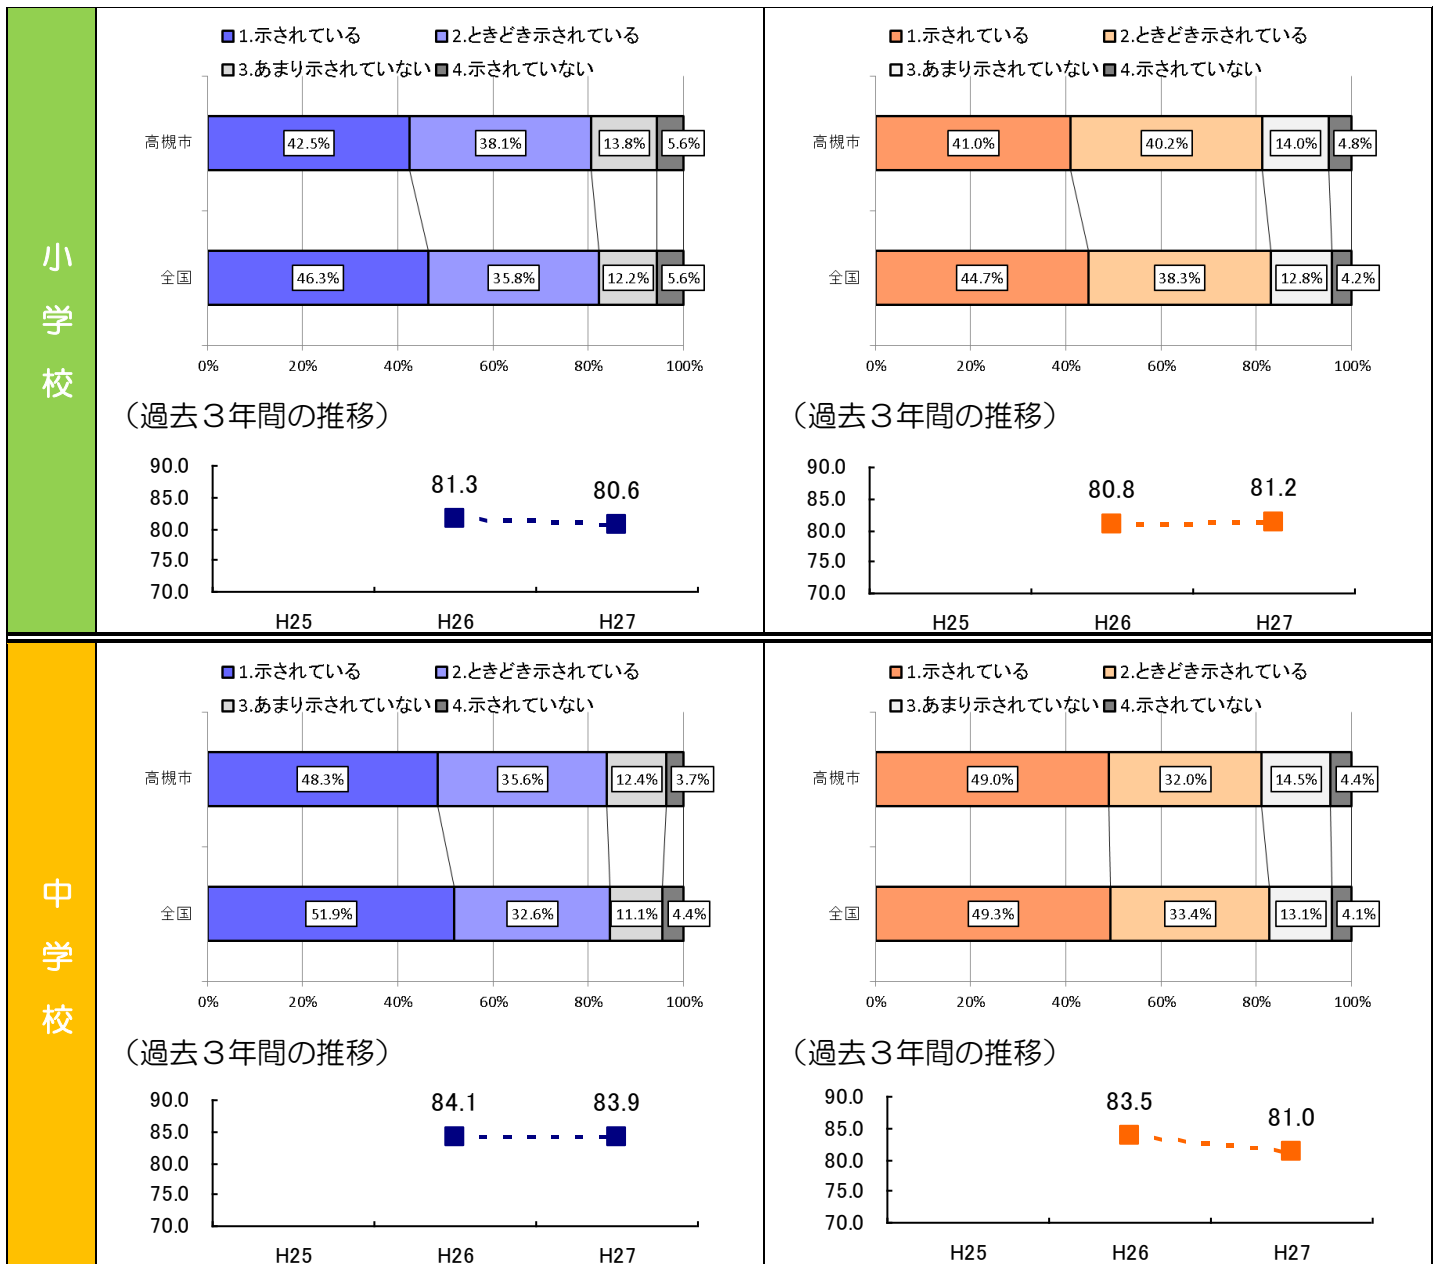 小学校
■1.示されている ■2.ときどき示されている
□3.あまり示されていない ■4.示されていない
高槻市 42.5% 38.1% 13.8% 5.6%
全国 46.3% 35.8% 12.2% 5.6%
0% 20% 40% 60% 80% 100%
(過去３年間の推移)
90.0
85.0
80.0
75.0
70.0
81.3 80.6
H25 H26 H27
■1.示されている ■2.ときどき示されている
□3.あまり示されていない ■4.示されていない
高槻市 41.0% 40.2% 14.0% 4.8%
全国 44.7% 38.3% 12.8% 4.2%
0% 20% 40% 60% 80% 100%
(過去３年間の推移)
90.0
85.0
80.0
75.0
70.0
80.8 81.2
H25 H26 H27
中学校
■1.示されている ■2.ときどき示されている
□3.あまり示されていない ■4.示されていない
高槻市 48.3% 35.6% 12.4% 3.7%
全国 51.9% 32.6% 11.1% 4.4%
0% 20% 40% 60% 80% 100%
(過去３年間の推移)
90.0
85.0
80.0
75.0
70.0
84.1 83.9
H25 H26 H27
■1.示されている ■2.ときどき示されている
□3.あまり示されていない ■4.示されていない
高槻市 49.0% 32.0% 14.5% 4.4%
全国 49.3% 33.4% 13.1% 4.1%
0% 20% 40% 60% 80% 100%
(過去３年間の推移)
90.0
85.0
80.0
75.0
70.0
83.5 81.0
H25 H26 H27